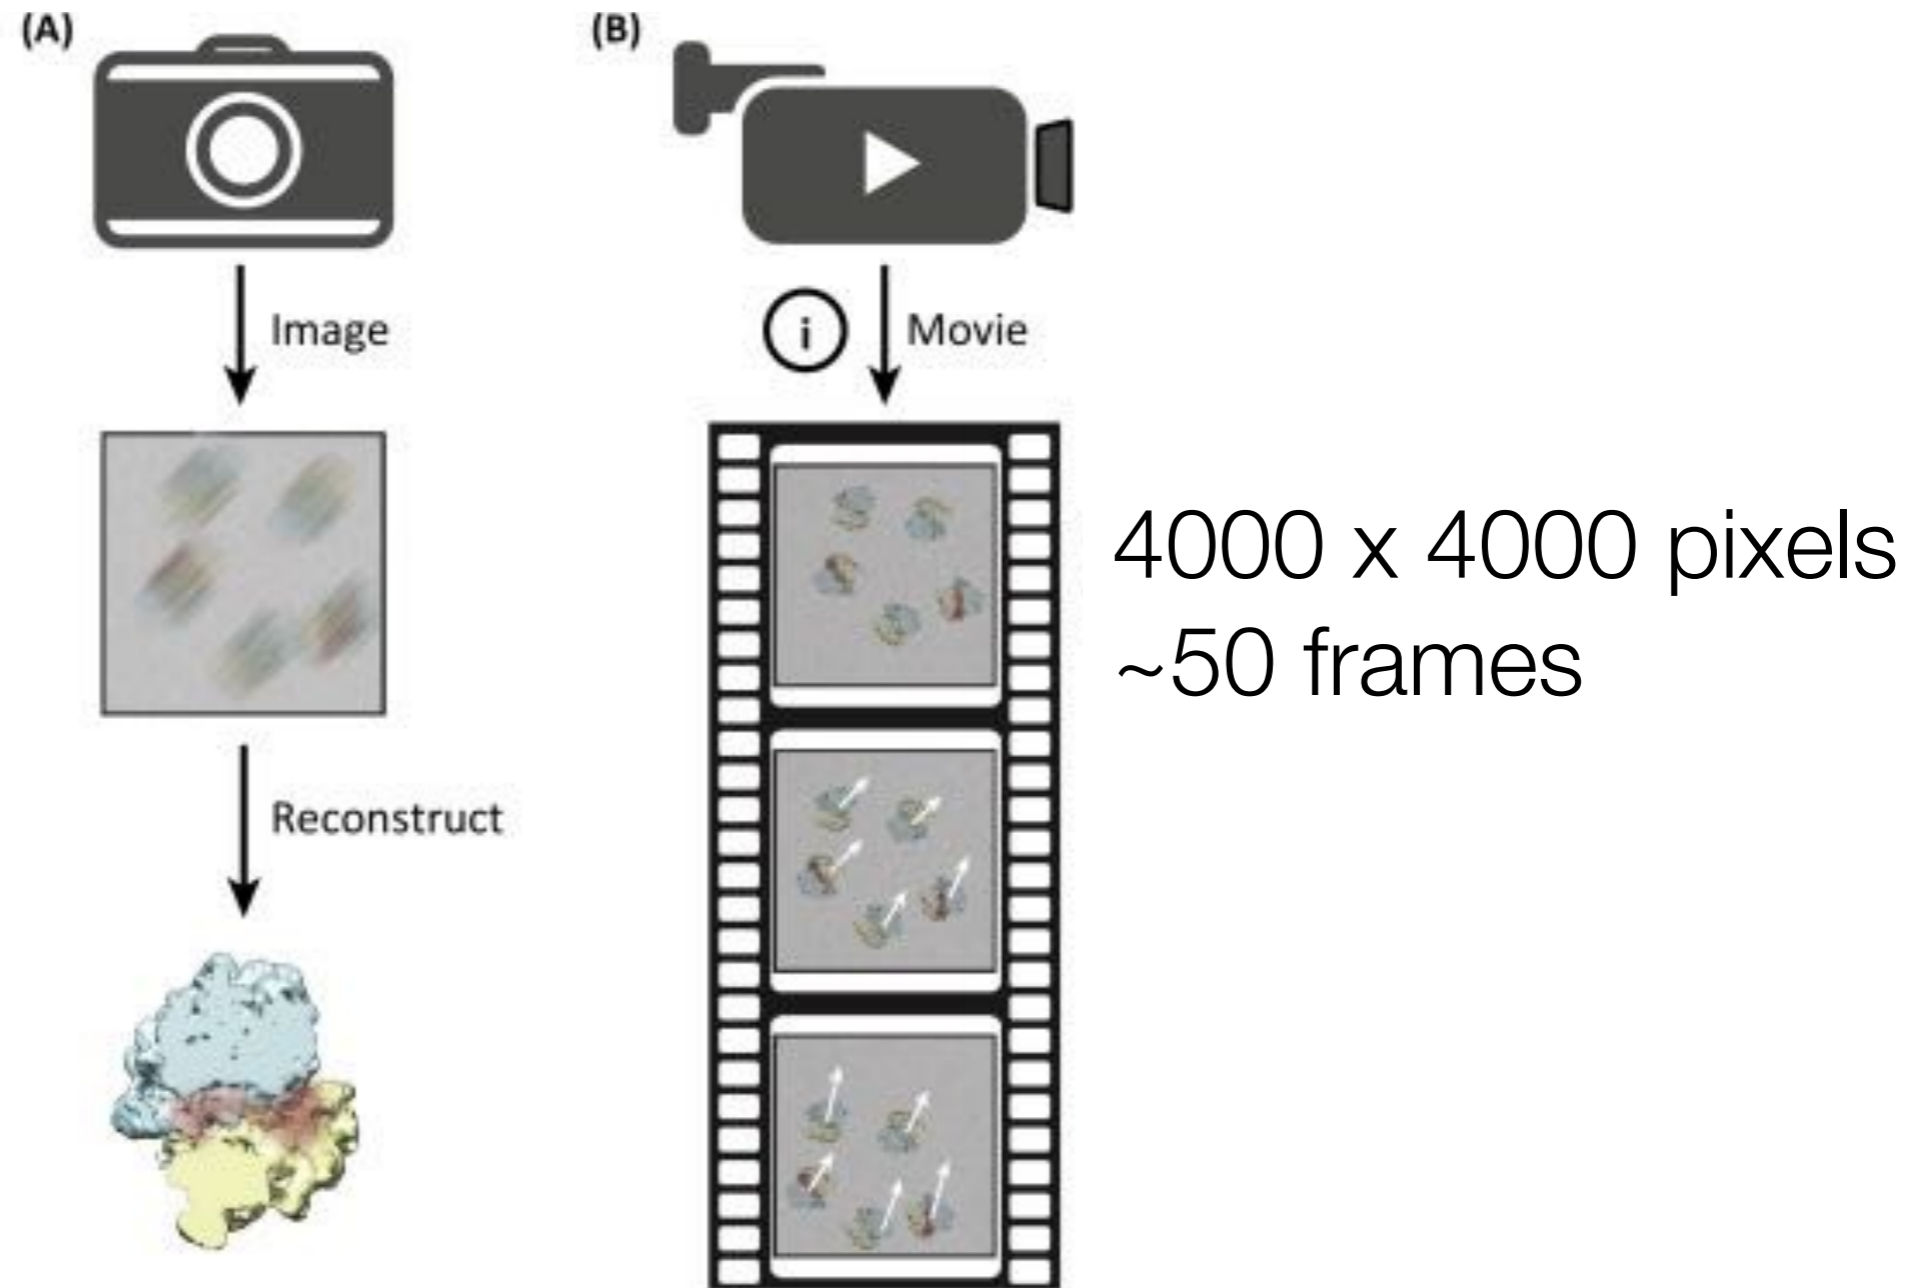 (A)
Image
Reconstruct
(B)
i
Movie
4000 x 4000 pixels
~50 frames